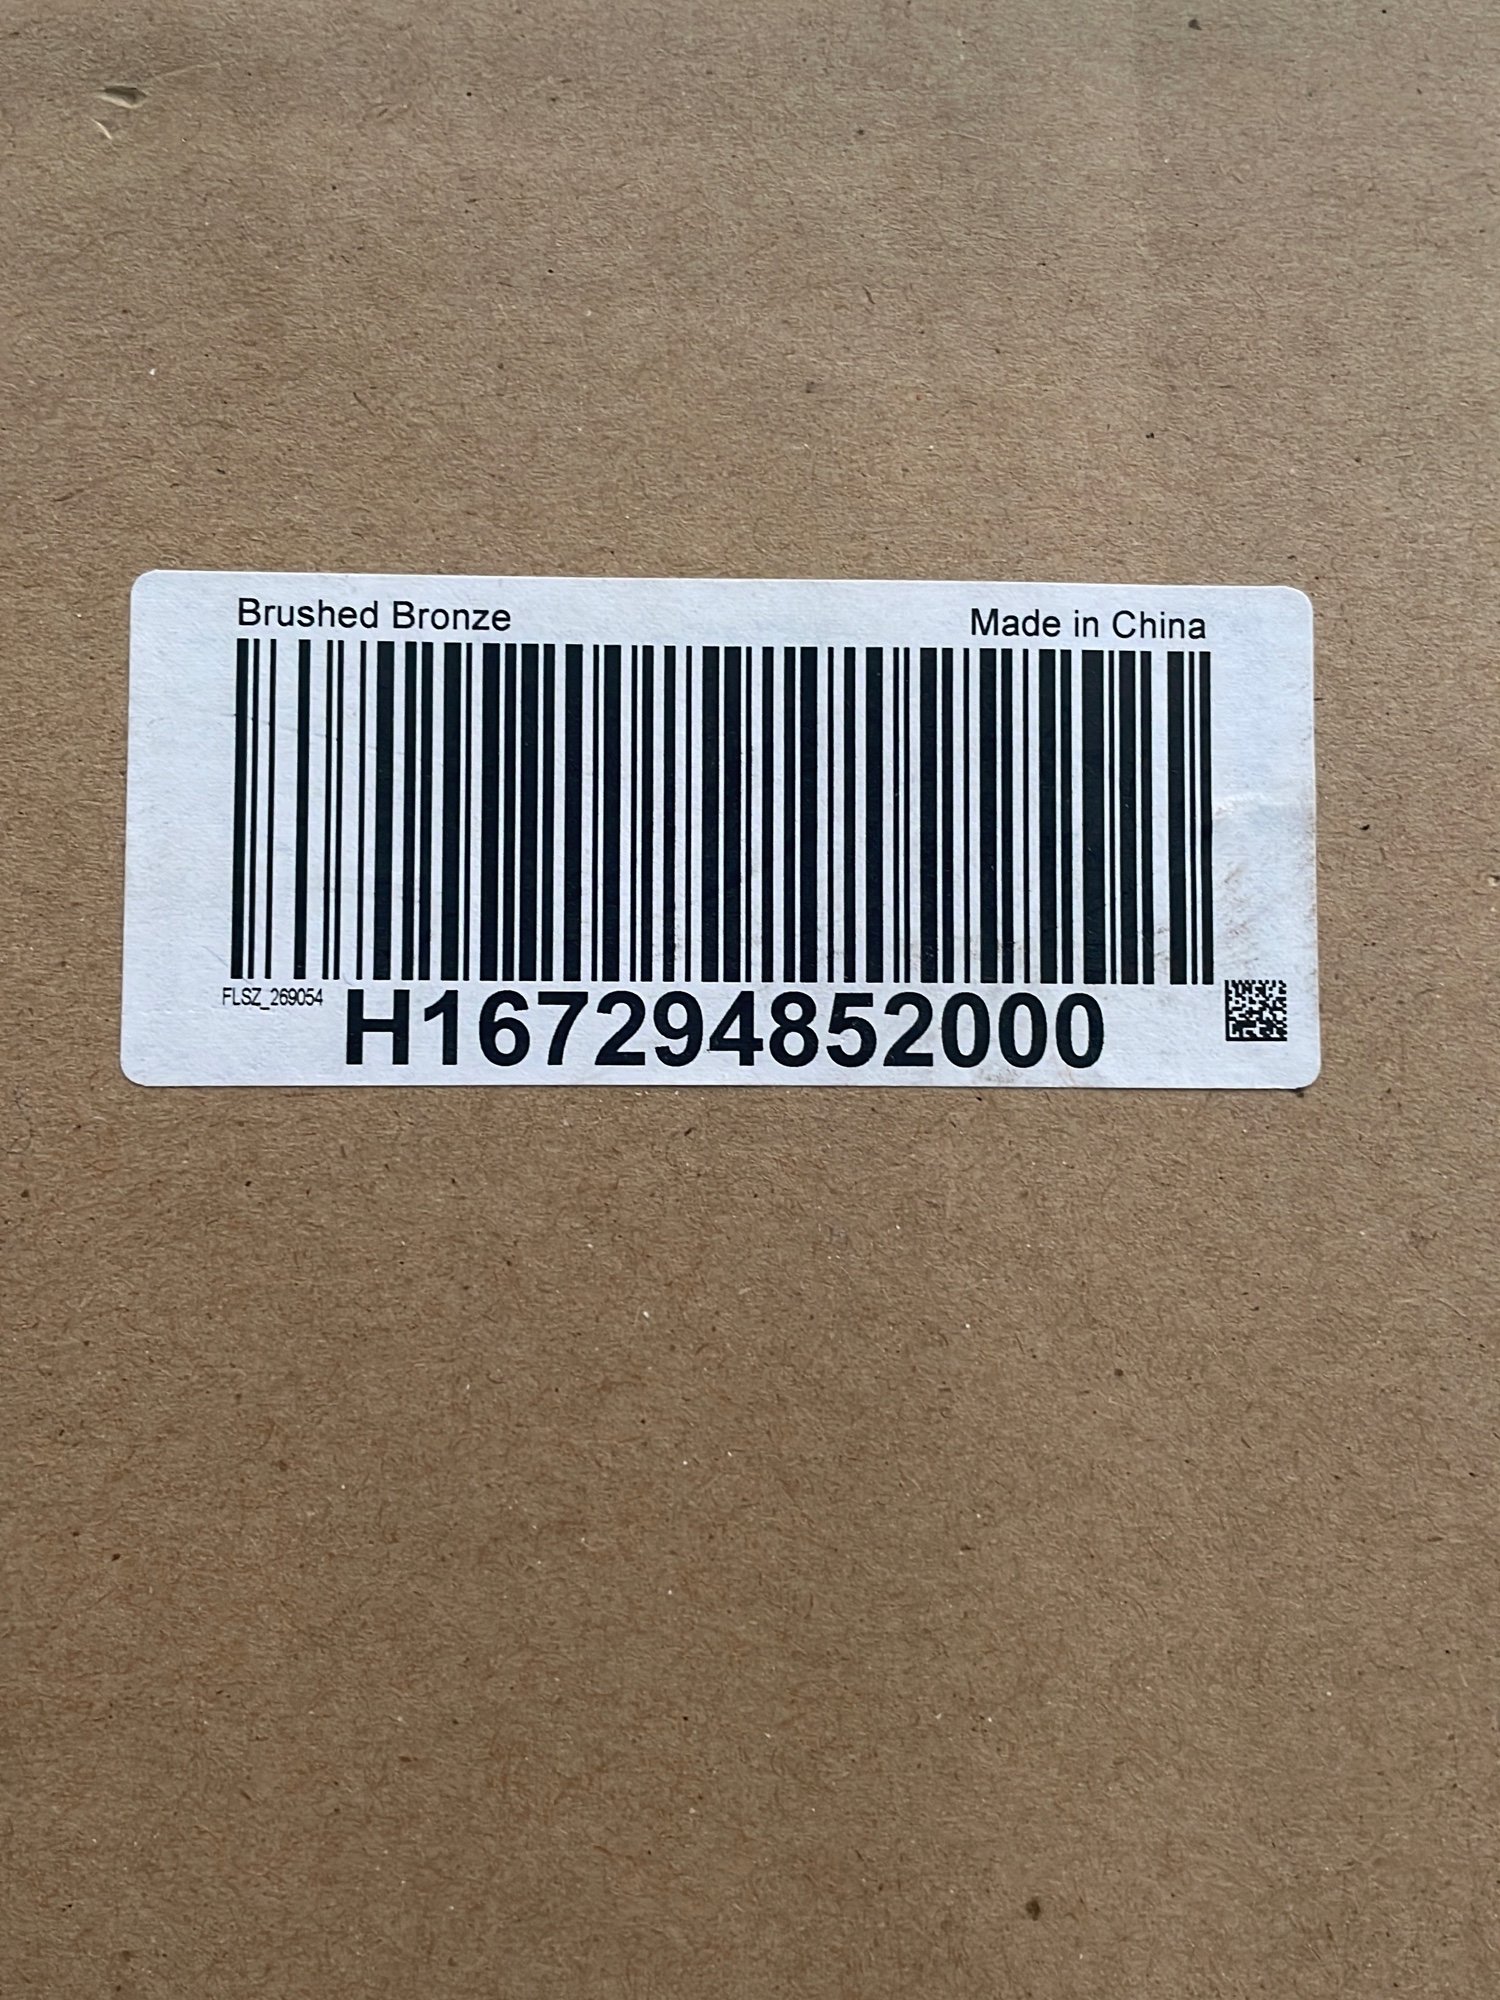 Brushed Bronze Made in China
FLSZ_269054
H167294852000